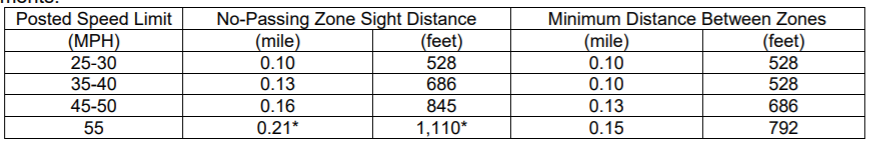 Posted Speed Limit No-Passing Zone Sight Distance Minimum Distance Between Zones
(MPH) (mile) (feet) (mile) (feet)
25-30 0.10 528 0.10 528
35-40 0.13 686 0.10 528
45-50 0.16 845 0.13 686
55 0.21* 1,110* 0.15 792